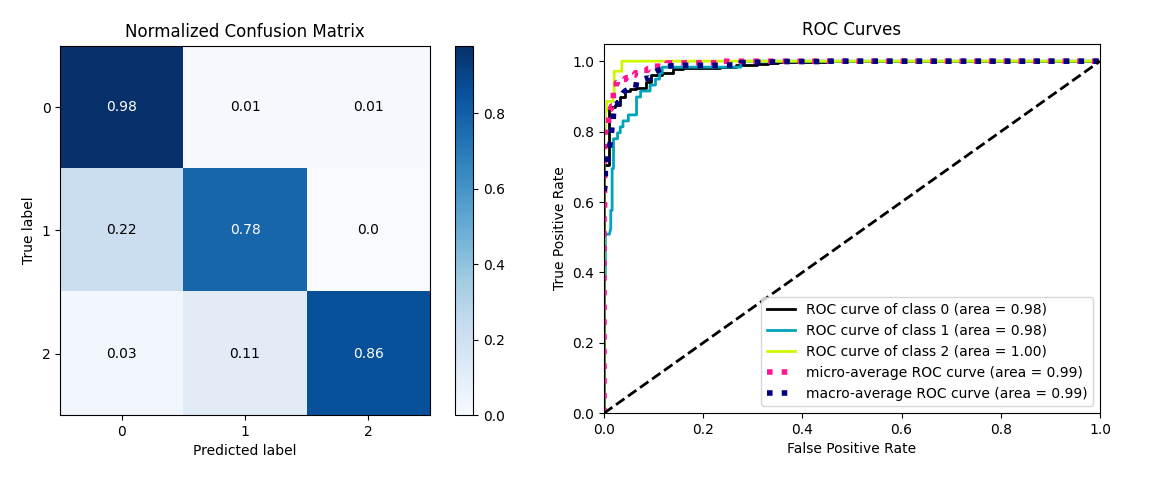 Normalized Confusion Matrix
True label
0
1
2
0.98 0.01 0.01
0.22 0.78 0.0
0.03 0.11 0.86
0 1 2
Predicted label
0.8
0.6
0.4
0.2
0.0
ROC Curves
True Positive Rate
1.0
0.8
0.6
0.4
0.2
0.0
ROC curve of class 0 (area = 0.98)
ROC curve of class 1 (area = 0.98)
ROC curve of class 2 (area = 1.00)
micro-average ROC curve (area = 0.99)
macro-average ROC curve (area = 0.99)
0.0 0.2 0.4 0.6 0.8 1.0
False Positive Rate